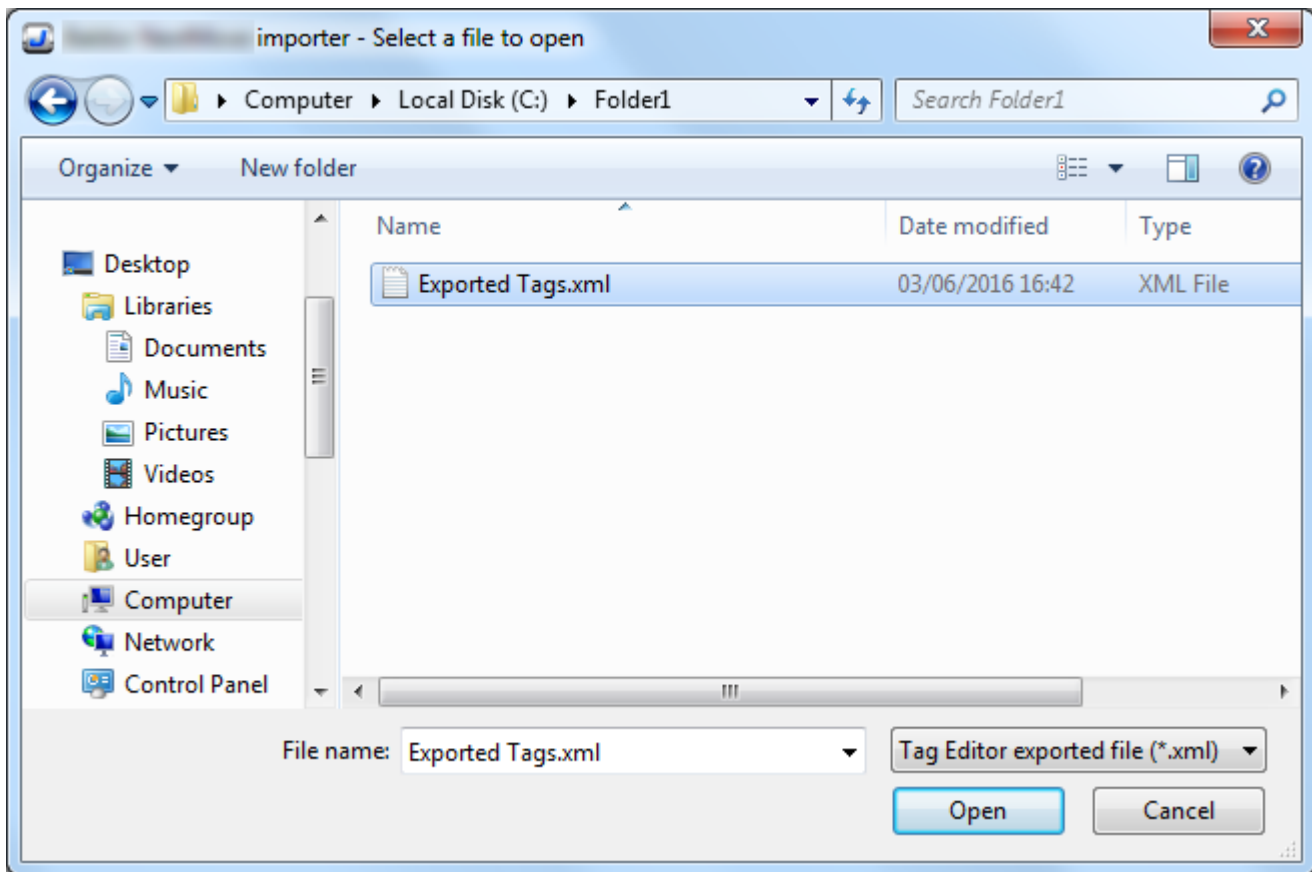 importer - Select a file to open
Computer Local Disk (C:) Folder1
Search Folder1
Organize New folder
Name Date modified Type
Exported Tags.xml 03/06/2016 16:42 XML File
Desktop
Libraries
Documents
Music
Pictures
Videos
Homegroup
User
Computer
Network
Control Panel
File name: Exported Tags.xml Tag Editor exported file (*.xml)
Open Cancel